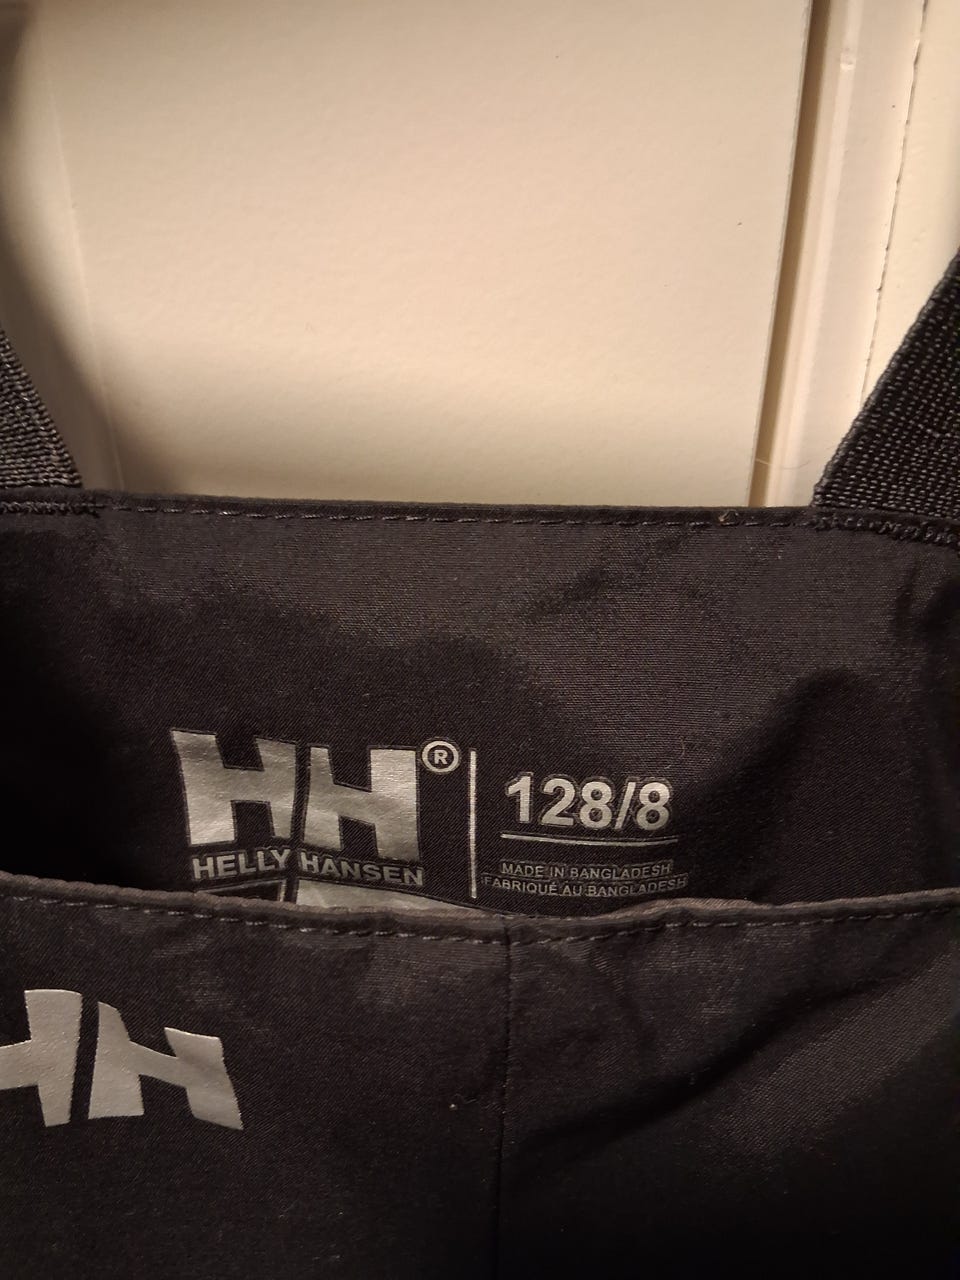 HH®
HELLY HANSEN
128/8
MADE IN BANGLADESH
FABRIQUÉ AU BANGLADESH
HH